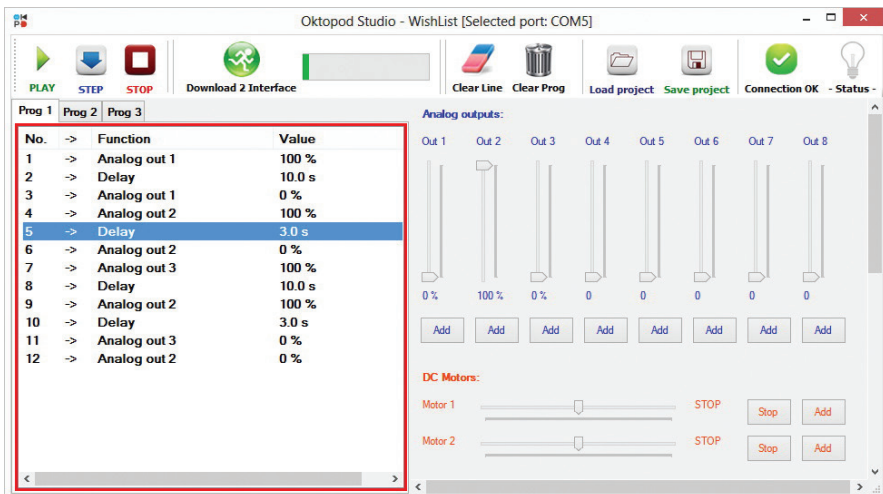 Oktopod Studio - WishList [Selected port: COM5]
PLAY STEP STOP Download 2 Interface Clear Line Clear Prog Load project Save project Connection OK - Status -
Prog 1 Prog 2 Prog 3
No. -> Function Value
1 -> Analog out 1 100 %
2 -> Delay 10.0 s
3 -> Analog out 1 0 %
4 -> Analog out 2 100 %
5 -> Delay 3.0 s
6 -> Analog out 2 0 %
7 -> Analog out 3 100 %
8 -> Delay 10.0 s
9 -> Analog out 2 100 %
10 -> Delay 3.0 s
11 -> Analog out 3 0 %
12 -> Analog out 2 0 %
Analog outputs:
Out 1 Out 2 Out 3 Out 4 Out 5 Out 6 Out 7 Out 8
0 % 100 % 0 % 0 0 0 0 0
Add Add Add Add Add Add Add Add
DC Motors:
Motor 1 STOP Stop Add
Motor 2 STOP Stop Add